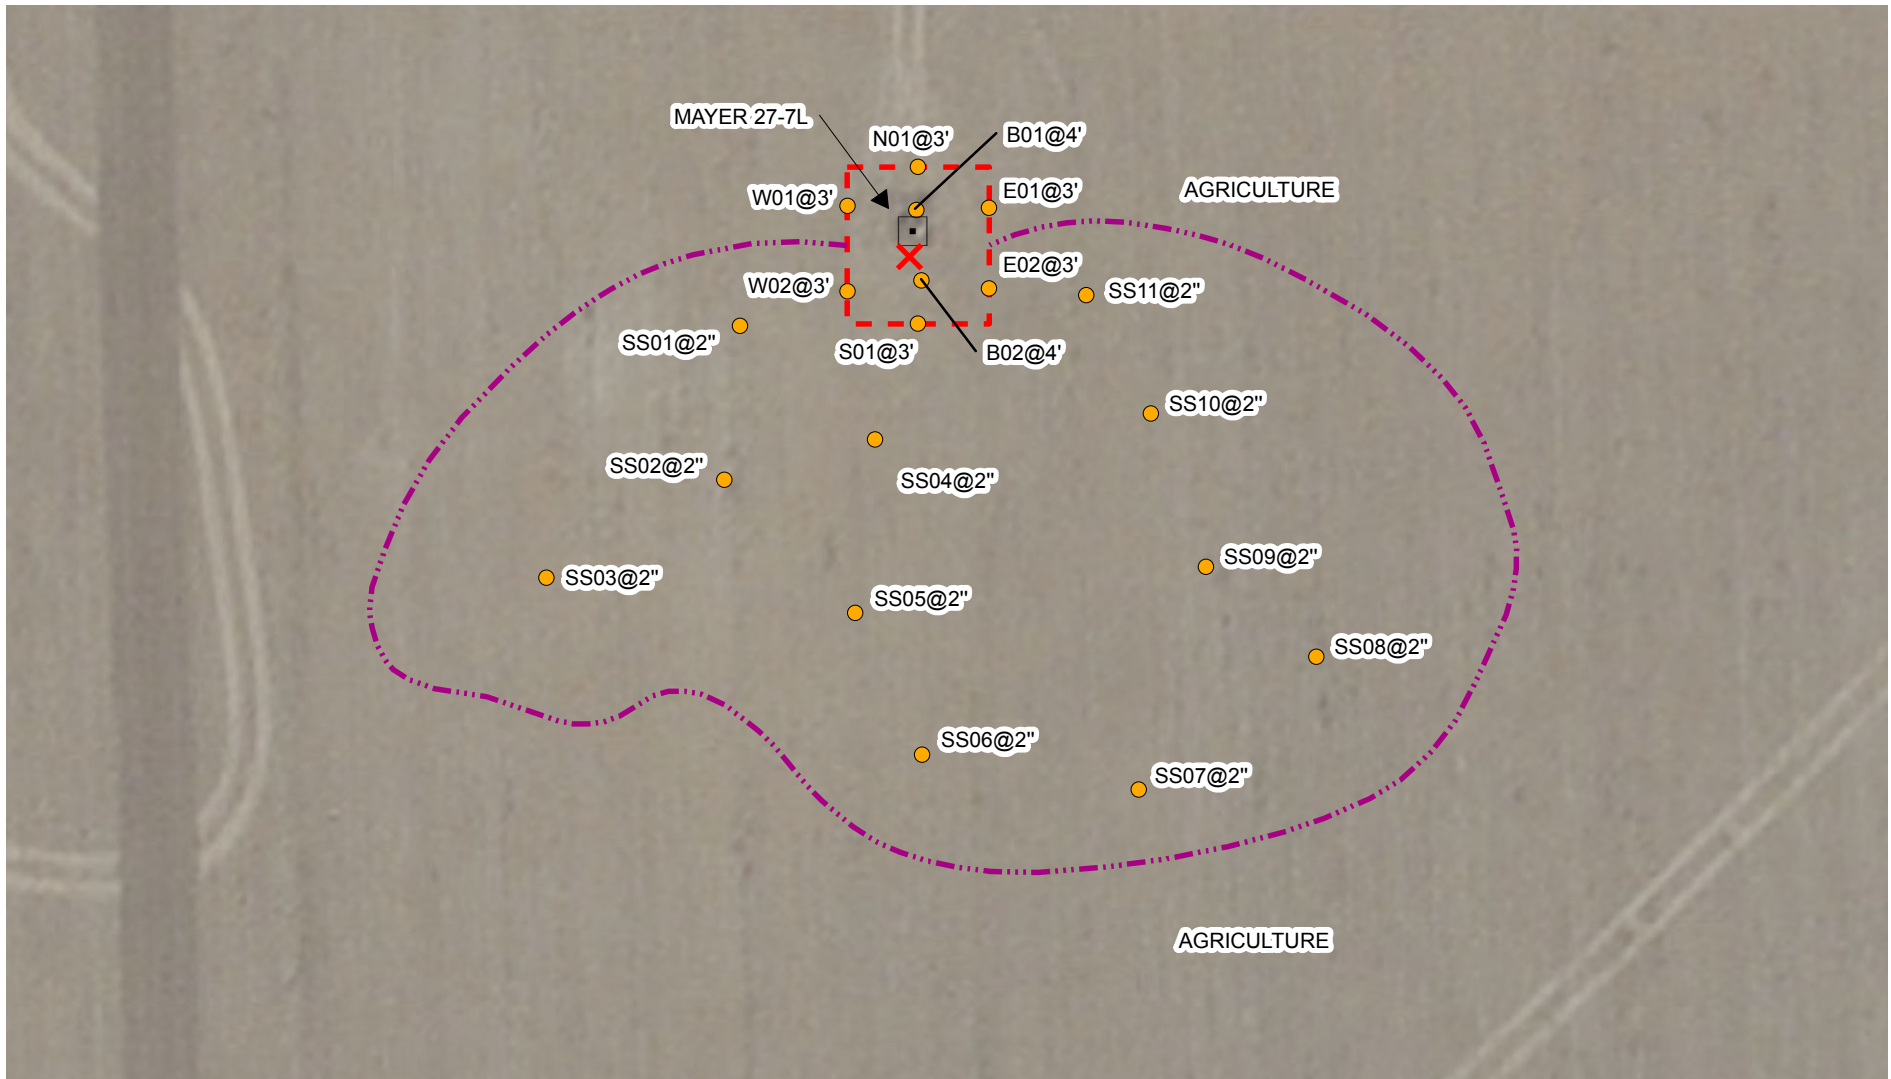 MAYER 27-7L
N01@3'
B01@4'
W01@3'
E01@3'
AGRICULTURE
E02@3'
W02@3'
SS11@2"
SS01@2"
S01@3'
B02@4'
SS10@2"
SS02@2"
SS04@2"
SS09@2"
SS03@2"
SS05@2"
SS08@2"
SS06@2"
SS07@2"
AGRICULTURE